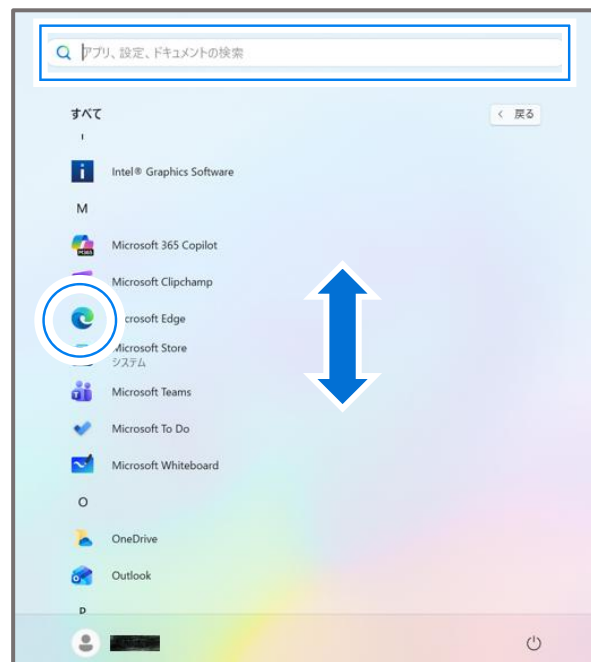 アプリ、設定、ドキュメントの検索
すべて
< 戻る
I
Intel® Graphics Software
M
Microsoft 365 Copilot
Microsoft Clipchamp
crosoft Edge
Microsoft Store
システム
Microsoft Teams
Microsoft To Do
Microsoft Whiteboard
O
OneDrive
Outlook
P